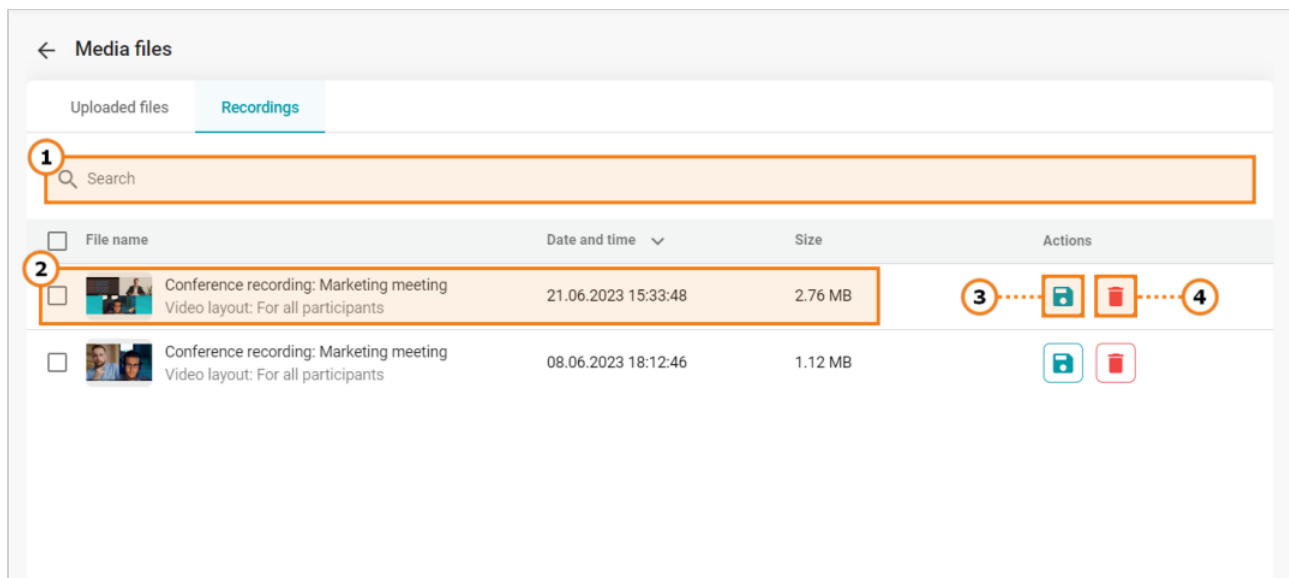 Media files
Uploaded files Recordings
1
Search
File name Date and time Size Actions
2
Conference recording: Marketing meeting
Video layout: For all participants
21.06.2023 15:33:48 2.76 MB
3 4
Conference recording: Marketing meeting
Video layout: For all participants
08.06.2023 18:12:46 1.12 MB